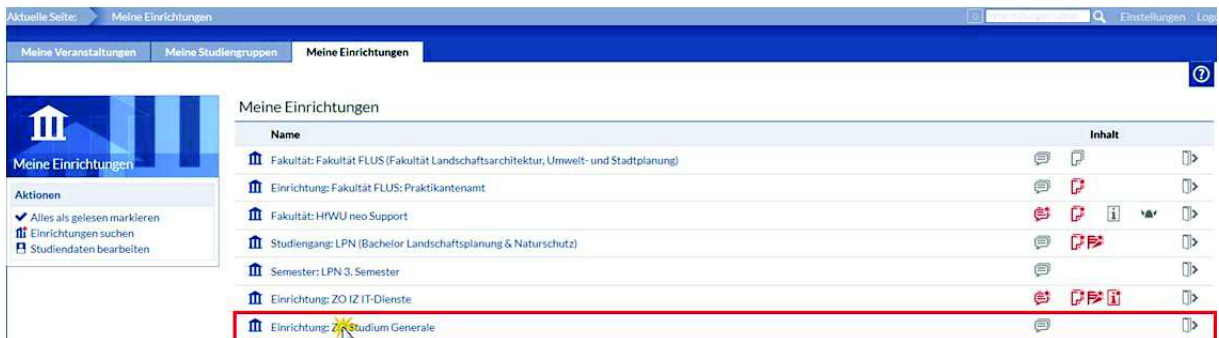 Aktuelle Seite: Meine Einrichtungen 0 Einstellungen
Meine Veranstaltungen Meine Studiengruppen Meine Einrichtungen
?
Meine Einrichtungen
Meine Einrichtungen
Aktionen
Alles als gelesen markieren
Einrichtungen suchen
Studiendaten bearbeiten
Name Inhalt
Fakultät: Fakultät FLUS (Fakultät Landschaftsarchitektur, Umwelt- und Stadtplanung)
Einrichtung: Fakultät FLUS: Praktikantenamt
Fakultät: HfWU neo Support
Studiengang: LPN (Bachelor Landschaftsplanung & Naturschutz)
Semester: LPN 3. Semester
Einrichtung: ZO IZ IT-Dienste
Einrichtung: Studium Generale